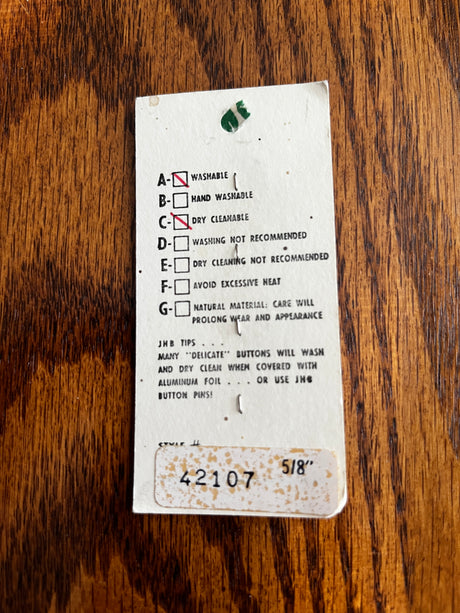 A- WASHABLE
B- HAND WASHABLE
C- DRY CLEANABLE
D- WASHING NOT RECOMMENDED
E- DRY CLEANING NOT RECOMMENDED
F- AVOID EXCESSIVE HEAT
G- NATURAL MATERIAL: CARE WILL
PROLONG WEAR AND APPEARANCE
JHB TIPS . . .
MANY "DELICATE" BUTTONS WILL WASH
AND DRY CLEAN WHEN COVERED WITH
ALUMINUM FOIL . . . OR USE JHB
BUTTON PINS!
STYLE #
42107 5/8"